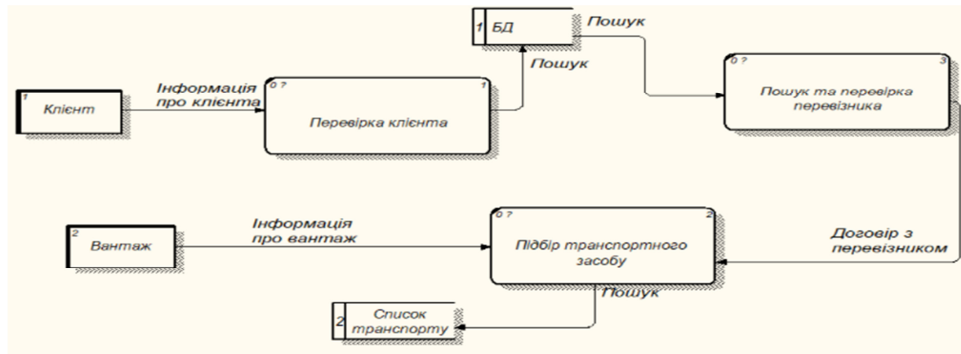 1 БД
Пошук
Пошук
0 ? 3
Пошук та перевірка
перевізника
1
Клієнт
Інформація
про клієнта
0 ? 1
Перевірка клієнта
2
Вантаж
Інформація
про вантаж
0 ? 2
Підбір транспортного
засобу
Договір з
перевізником
Пошук
2 Список
транспорту